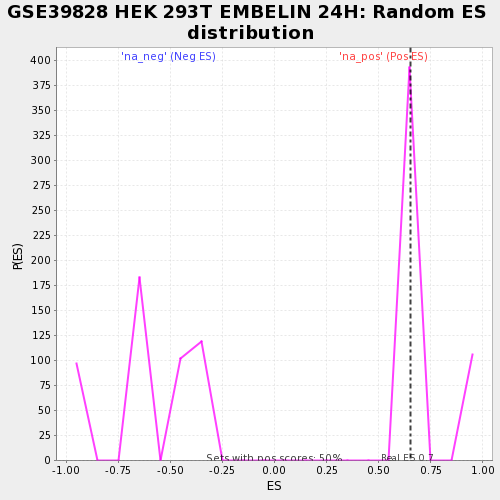 GSE39828 HEK 293T EMBELIN 24H: Random ES
distribution
'na_neg' (Neg ES)
'na_pos' (Pos ES)
400
375
350
325
300
275
250
225
200
175
150
125
100
75
50
25
0
P(ES)
Sets with pos scores: 50%
Real ES 0.7
-1.00 -0.75 -0.50 -0.25 0.00 0.25 0.50 0.75 1.00
ES